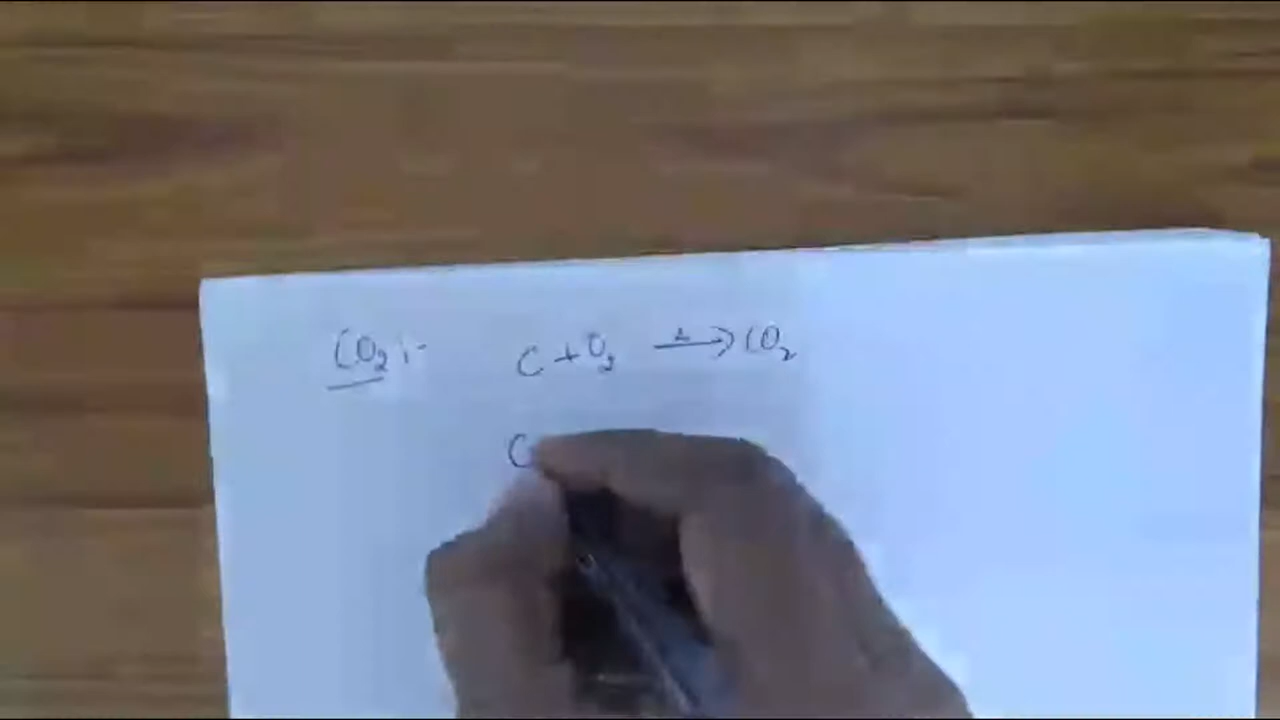 CO₂ :- C + O₂ →^Δ CO₂
C